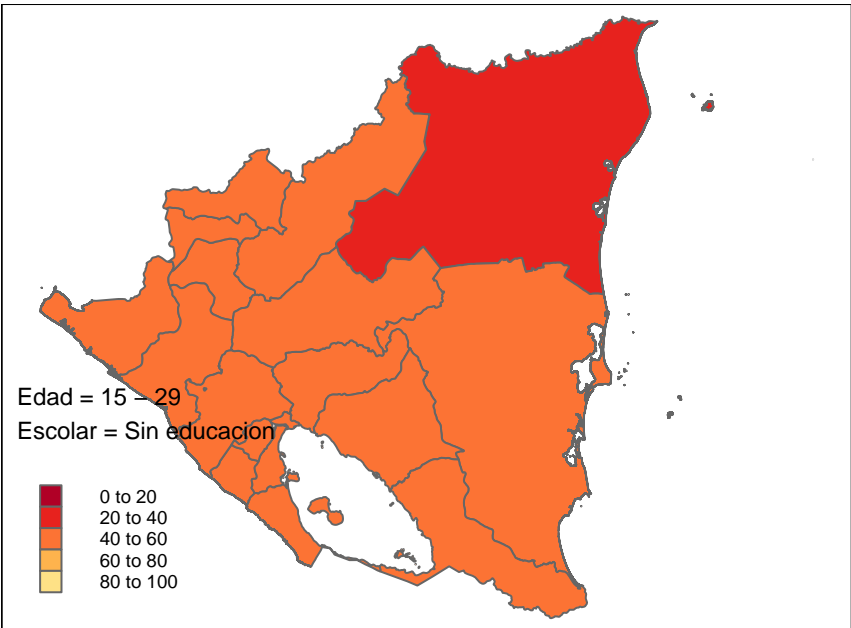 Edad = 15 – 29
Escolar = Sin educación
0 to 20
20 to 40
40 to 60
60 to 80
80 to 100